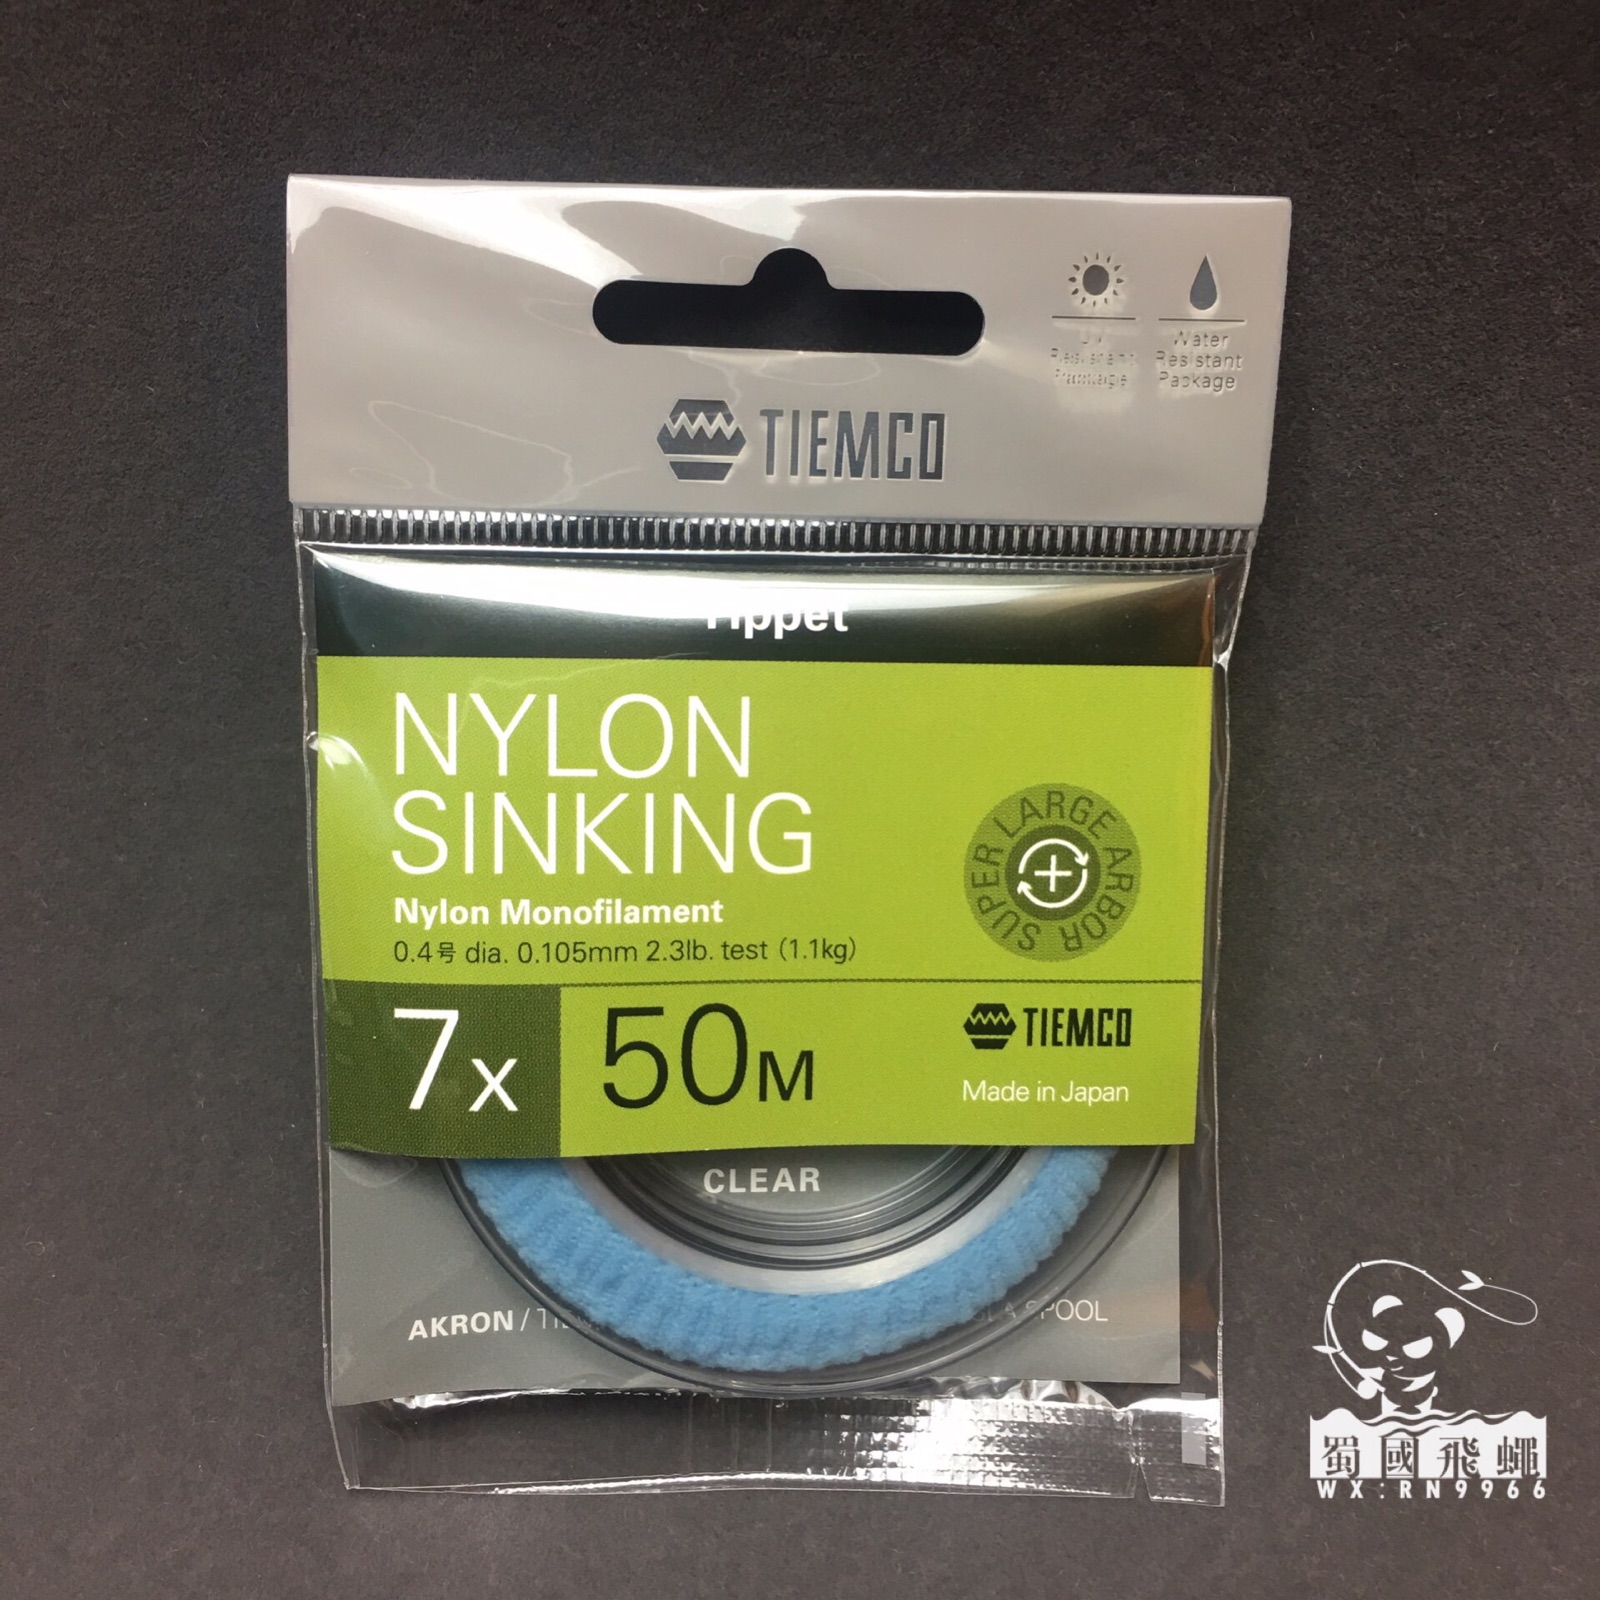 UV
Resistant
Package
Water
Resistant
Package
TIEMCO
Tippet
NYLON
SINKING
Nylon Monofilament
0.4号 dia. 0.105mm 2.3lb. test (1.1kg)
SUPER LARGE ARBOR
7x
50M
TIEMCO
Made in Japan
CLEAR
AKRON /
SPOOL
蜀國飛蠅
WX:RN9966